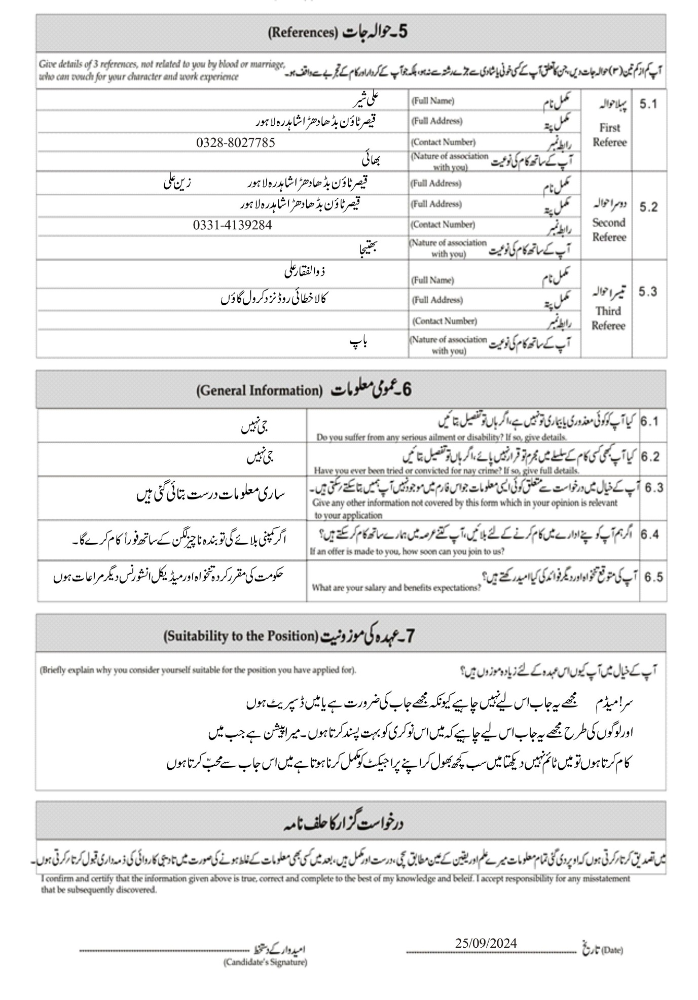 5۔حوالہ جات (References)
Give details of 3 references, not related to you by blood or marriage,
who can vouch for your character and work experience
آپ کم از کم تین (۳) حوالہ جات دیں، جن کا تعلق آپ کے کسی خونی یا شادی سے جڑے رشتہ سے نہ ہو، بلکہ جو آپ کے کردار اور کام کے تجربے سے واقف ہو۔
5.1 پہلا حوالہ First Referee
مکمل نام (Full Name) علی شیر
مکمل پتہ (Full Address) قیصر ٹاؤن بڈھا دھڑا شاہدرہ لاہور
رابطہ نمبر (Contact Number) 0328-8027785
آپ کے ساتھ کام کی نوعیت (Nature of association with you) بھائی
5.2 دوسرا حوالہ Second Referee
مکمل نام (Full Address) قیصر ٹاؤن بڈھا دھڑا شاہدرہ لاہور زین علی
مکمل پتہ (Full Address) قیصر ٹاؤن بڈھا دھڑا شاہدرہ لاہور
رابطہ نمبر (Contact Number) 0331-4139284
آپ کے ساتھ کام کی نوعیت (Nature of association with you) بھتیجا
5.3 تیسرا حوالہ Third Referee
مکمل نام (Full Name) ذوالفقار علی
مکمل پتہ (Full Address) کالا خطائی روڈ نزد کرول گاؤں
رابطہ نمبر (Contact Number)
آپ کے ساتھ کام کی نوعیت (Nature of association with you) باپ
6۔عمومی معلومات (General Information)
6.1 کیا آپ کو کوئی معذوری یا بیماری تو نہیں ہے، اگر ہاں تو تفصیل بتائیں
Do you suffer from any serious ailment or disability? If so, give details.
جی نہیں
6.2 کیا آپ کبھی کسی کام کے سلسلے میں مجرم تو قرار نہیں پائے، اگر ہاں تو تفصیل بتائیں
Have you ever been tried or convicted for nay crime? If so, give full details.
جی نہیں
6.3 آپ کے خیال میں درخواست سے متعلق کوئی ایسی معلومات جو اس فارم میں موجود نہیں آپ ہمیں بتا سکتے رسکتی ہیں۔
Give any other information not covered by this form which in your opinion is relevant
to your application
ساری معلومات درست بتائی گئی ہیں
6.4 اگر ہم آپ کو پنے ادارے میں کام کرنے کے لئے بلائیں، آپ کتنے عرصہ میں ہمارے ساتھ کام کر سکتے ہیں؟
If an offer is made to you, how soon can you join to us?
اگر کمپنی بلائے گی تو بندہ ناچیز لگن کے ساتھ فوراً کام کرے گا۔
6.5 آپ کی متوقع تنخواہ اور دیگر فوائد کی کیا امید رکھتے ہیں؟
What are your salary and benefits expectations?
حکومت کی مقرر کردہ تنخواہ اور میڈیکل انشورنس دیگر مراعات ہوں
7۔عہدہ کی موزونیت (Suitability to the Position)
آپ کے خیال میں آپ کیوں اس عہدہ کے لئے زیادہ موزوں ہیں؟
(Briefly explain why you consider yourself suitable for the position you have applied for).
سر! میڈم مجھے یہ جاب اس لیے نہیں چاہیے کیونکہ مجھے جاب کی ضرورت ہے یا میں ڈسپریٹ ہوں
اور لوگوں کی طرح مجھے یہ جاب اس لیے چاہیے کہ میں اس نوکری کو بہت پسند کرتا ہوں۔ میرا پیشن ہے جب میں
کام کرتا ہوں تو میں ٹائم نہیں دیکھتا میں سب کچھ بھول کر اپنے پراجیکٹ کو مکمل کرنا ہوتا ہے میں اس جاب سے محبّ کرتا ہوں
درخواست گزار کا حلف نامہ
میں تصدیق کرتا رکرتی ہوں کہ اوپر دی گئی تمام معلومات میرے علم اور یقین کے عین مطابق سچی، درست اور مکمل ہیں، بعد میں کسی بھی معلومات کے غلط ہونے کی صورت میں تادیبی کاروائی کی ذمہ داری قبول کرتا رکرتی ہوں۔
I confirm and certify that the information given above is true, correct and complete to the best of my knowledge and beleif. I accept responsibility for any misstatement
that be subsequently discovered.
تاریخ (Date) 25/09/2024
امیدوار کے دستخط
(Candidate's Signature)